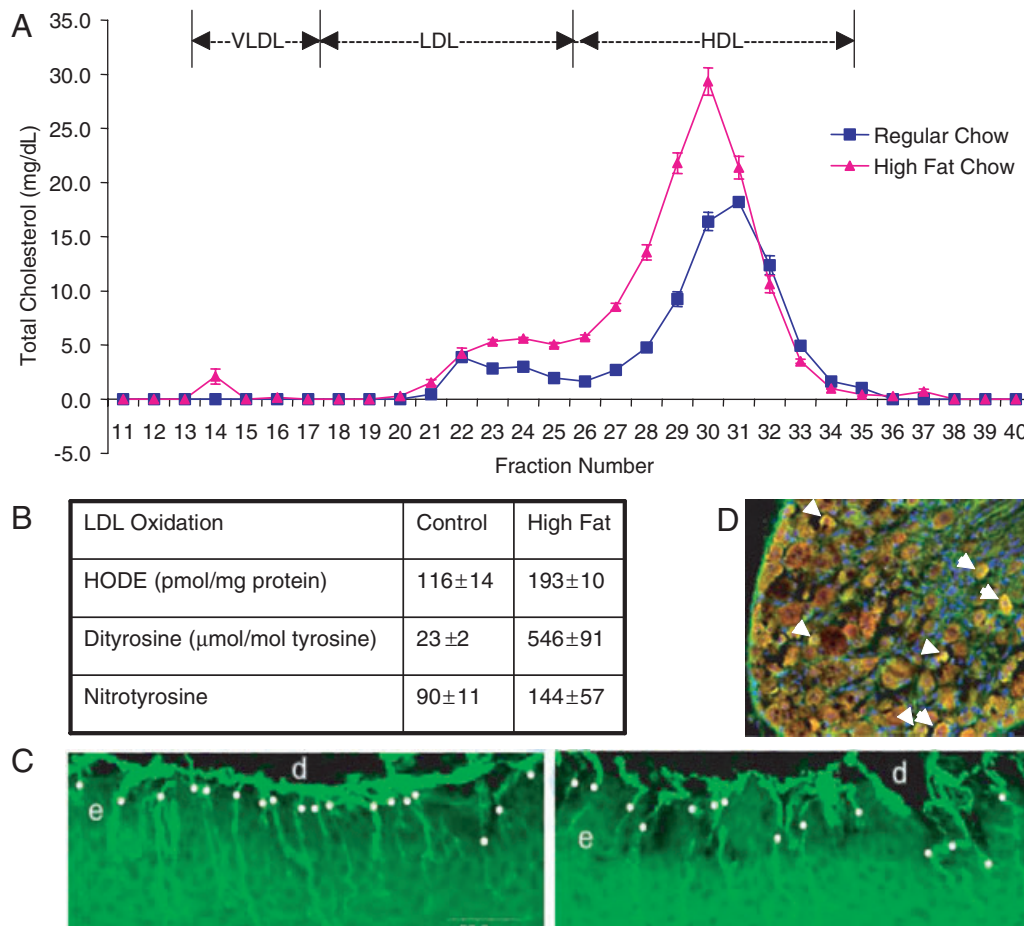 A
35.0
30.0
25.0
20.0
15.0
10.0
5.0
0.0
-5.0
Total Cholesterol (mg/dL)
VLDL LDL HDL
Regular Chow
High Fat Chow
11 12 13 14 15 16 17 18 19 20 21 22 23 24 25 26 27 28 29 30 31 32 33 34 35 36 37 38 39 40
Fraction Number
B
LDL Oxidation Control High Fat
HODE (pmol/mg protein) 116±14 193±10
Dityrosine (μmol/mol tyrosine) 23±2 546±91
Nitrotyrosine 90±11 144±57
D
C
d
e
d
e